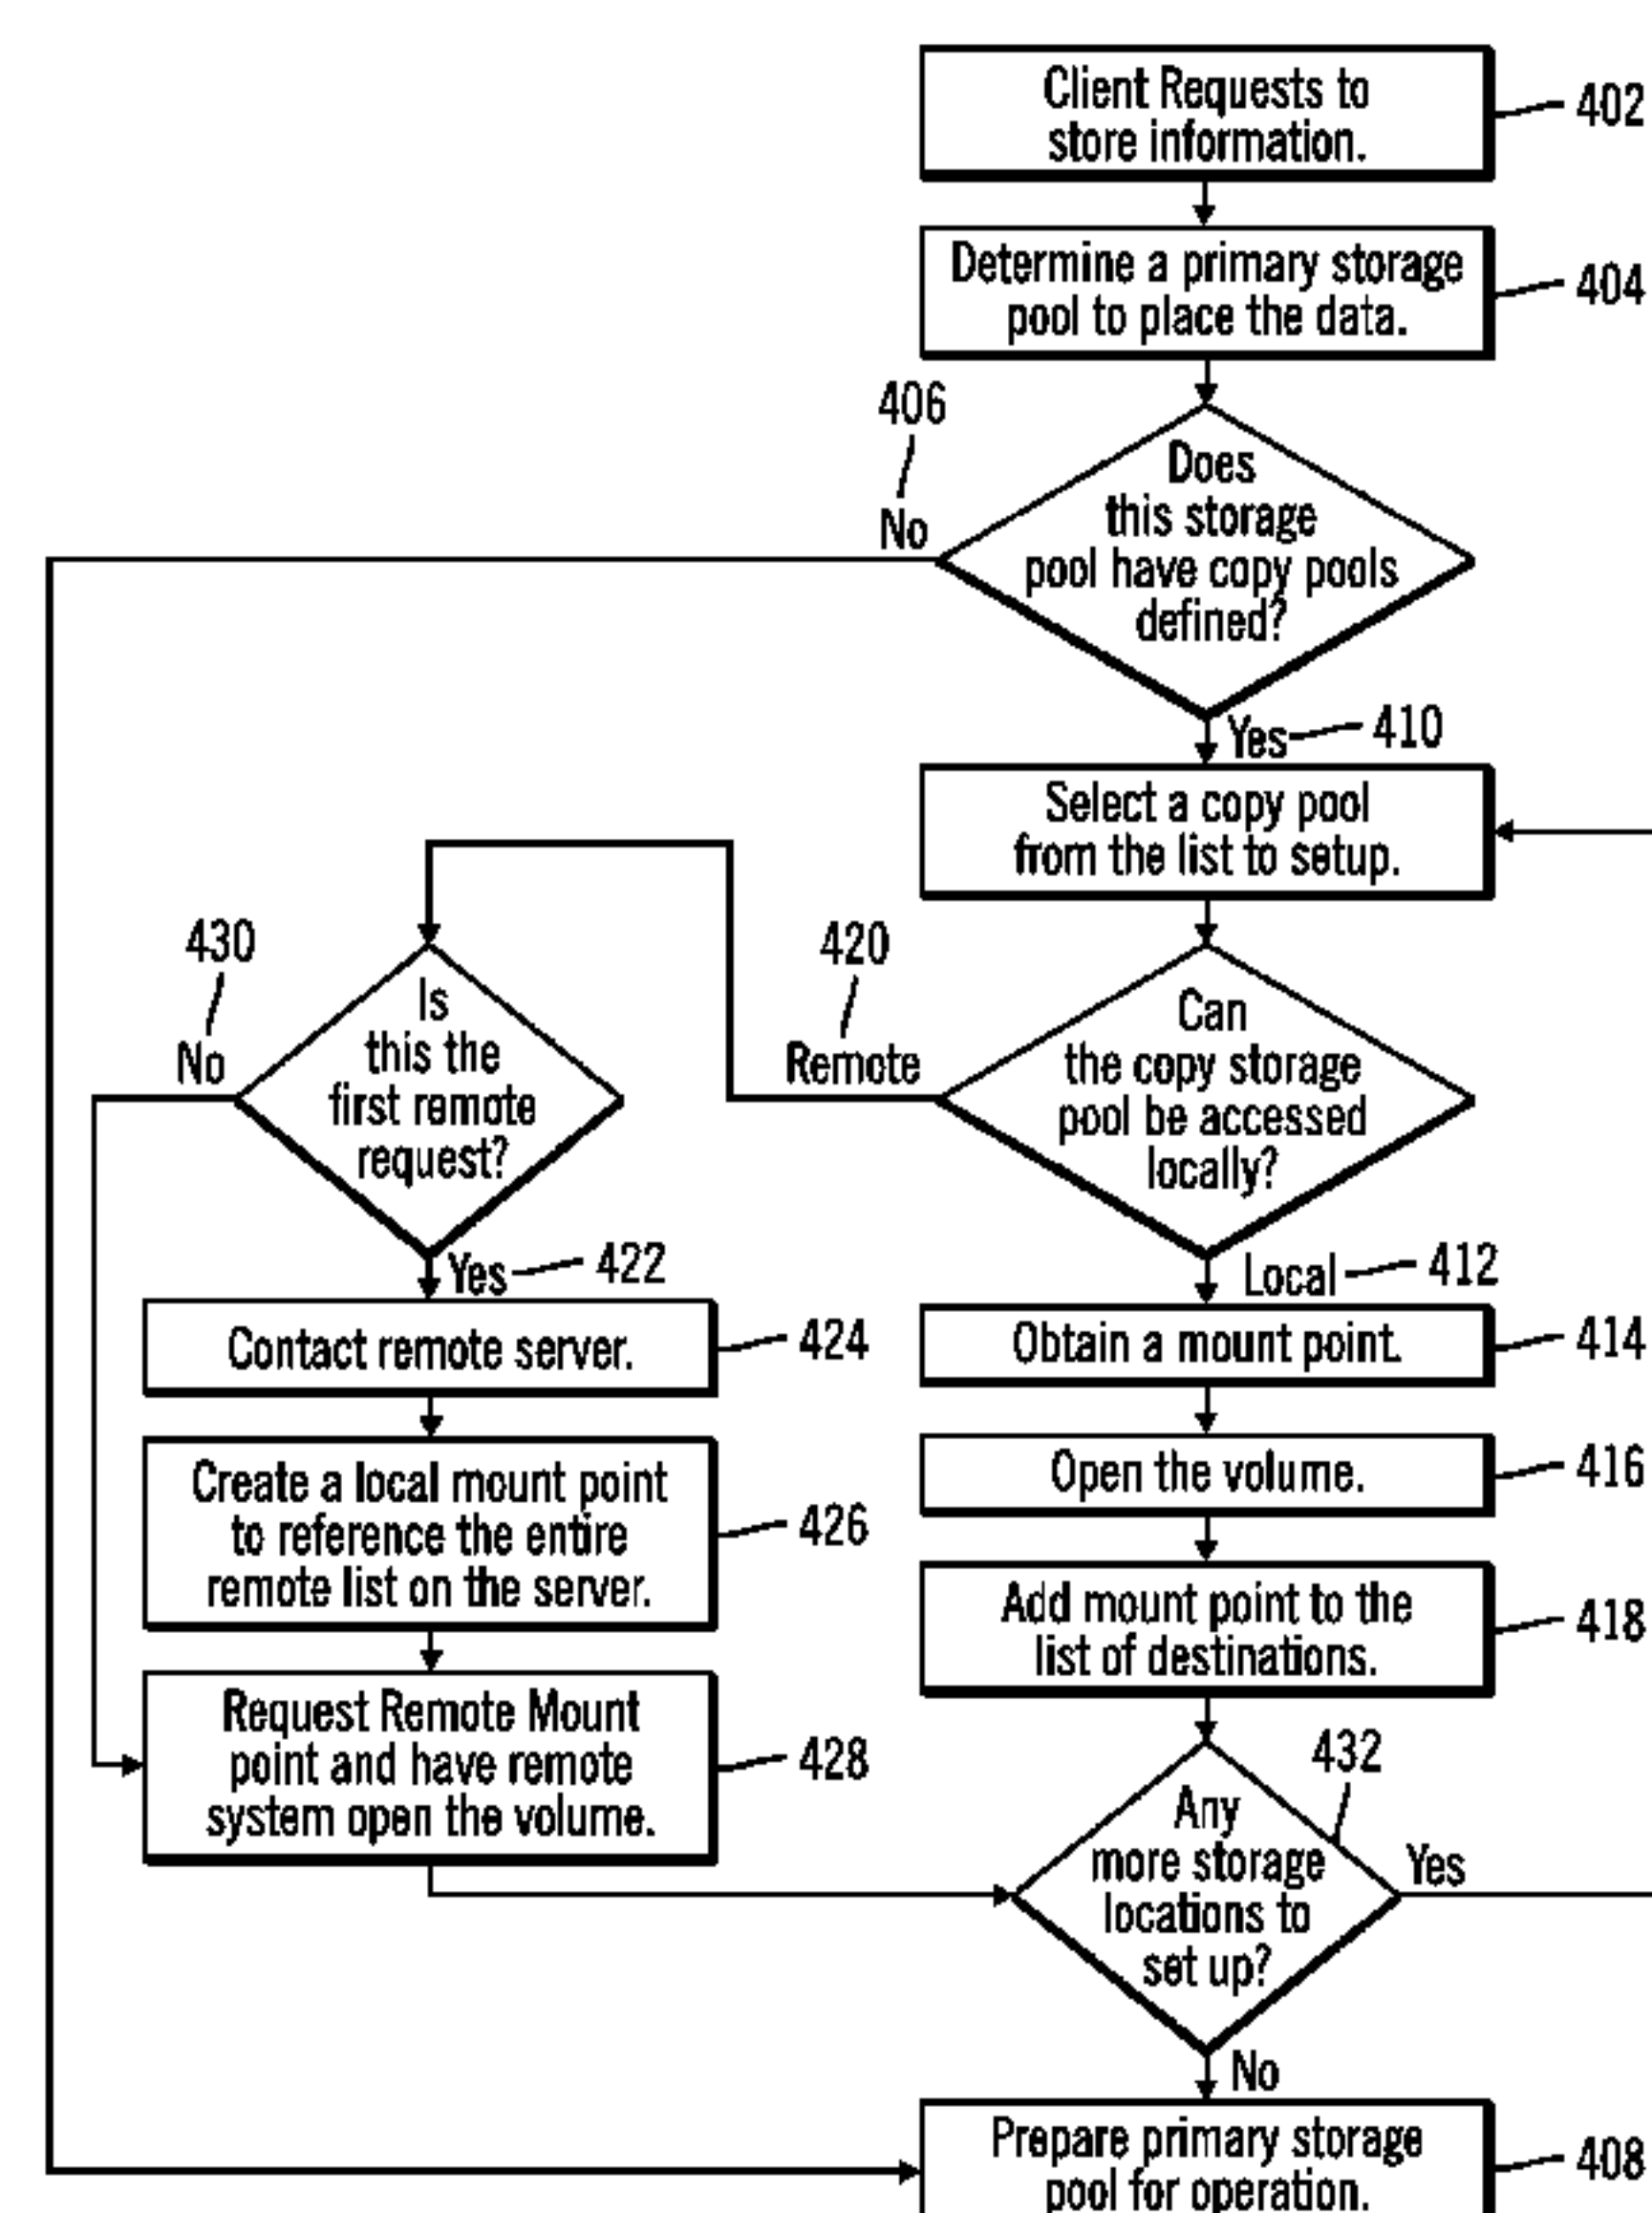 Client Requests to
store information.
402
Determine a primary storage
pool to place the data.
404
406
No
Does
this storage
pool have copy pools
defined?
Yes
410
Select a copy pool
from the list to setup.
430
No
Is
this the
first remote
request?
420
Remote
Can
the copy storage
pool be accessed
locally?
Yes
422
Local
412
Contact remote server.
424
Obtain a mount point.
414
Create a local mount point
to reference the entire
remote list on the server.
426
Open the volume.
416
Add mount point to the
list of destinations.
418
Request Remote Mount
point and have remote
system open the volume.
428
432
Any
more storage
locations to
set up?
Yes
No
Prepare primary storage
pool for operation.
408